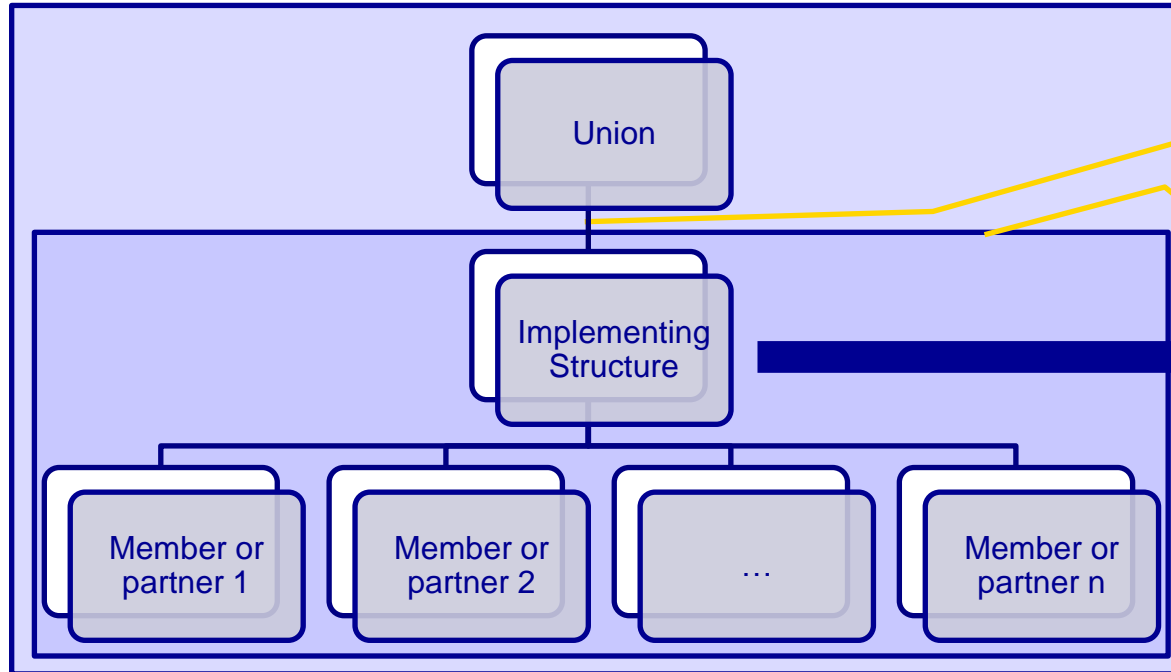 Union
Implementing
Structure
Member or
partner 1
Member or
partner 2
…
Member or
partner n